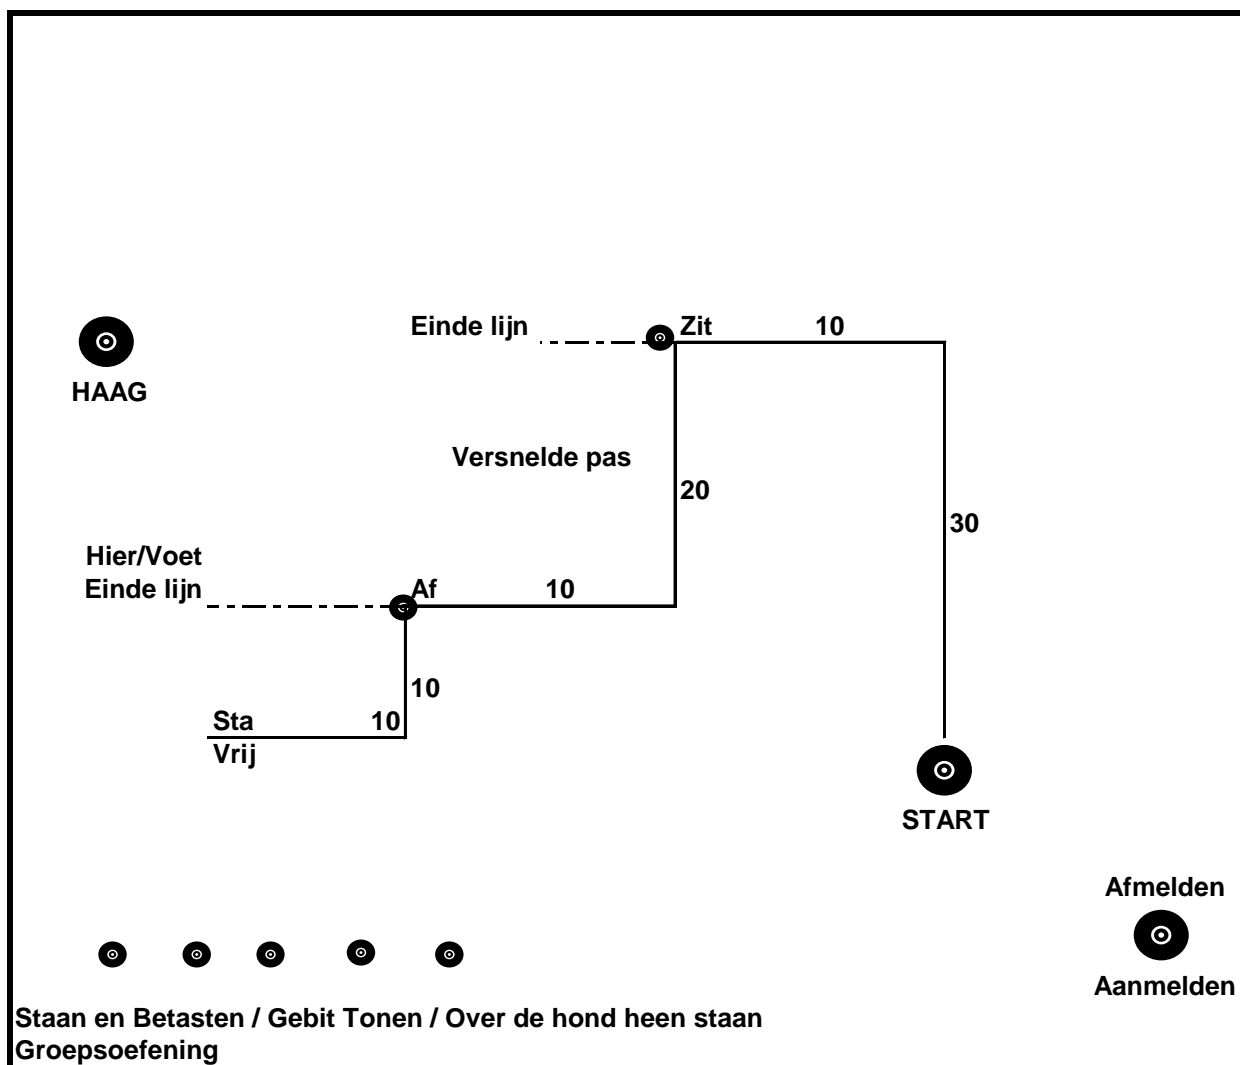 Einde lijn
Zit
10
HAAG
Versnelde pas
20
30
Hier/Voet
Einde lijn
Af
10
10
Sta
10
Vrij
START
Afmelden
Aanmelden
Staan en Betasten / Gebit Tonen / Over de hond heen staan
Groepsoefening